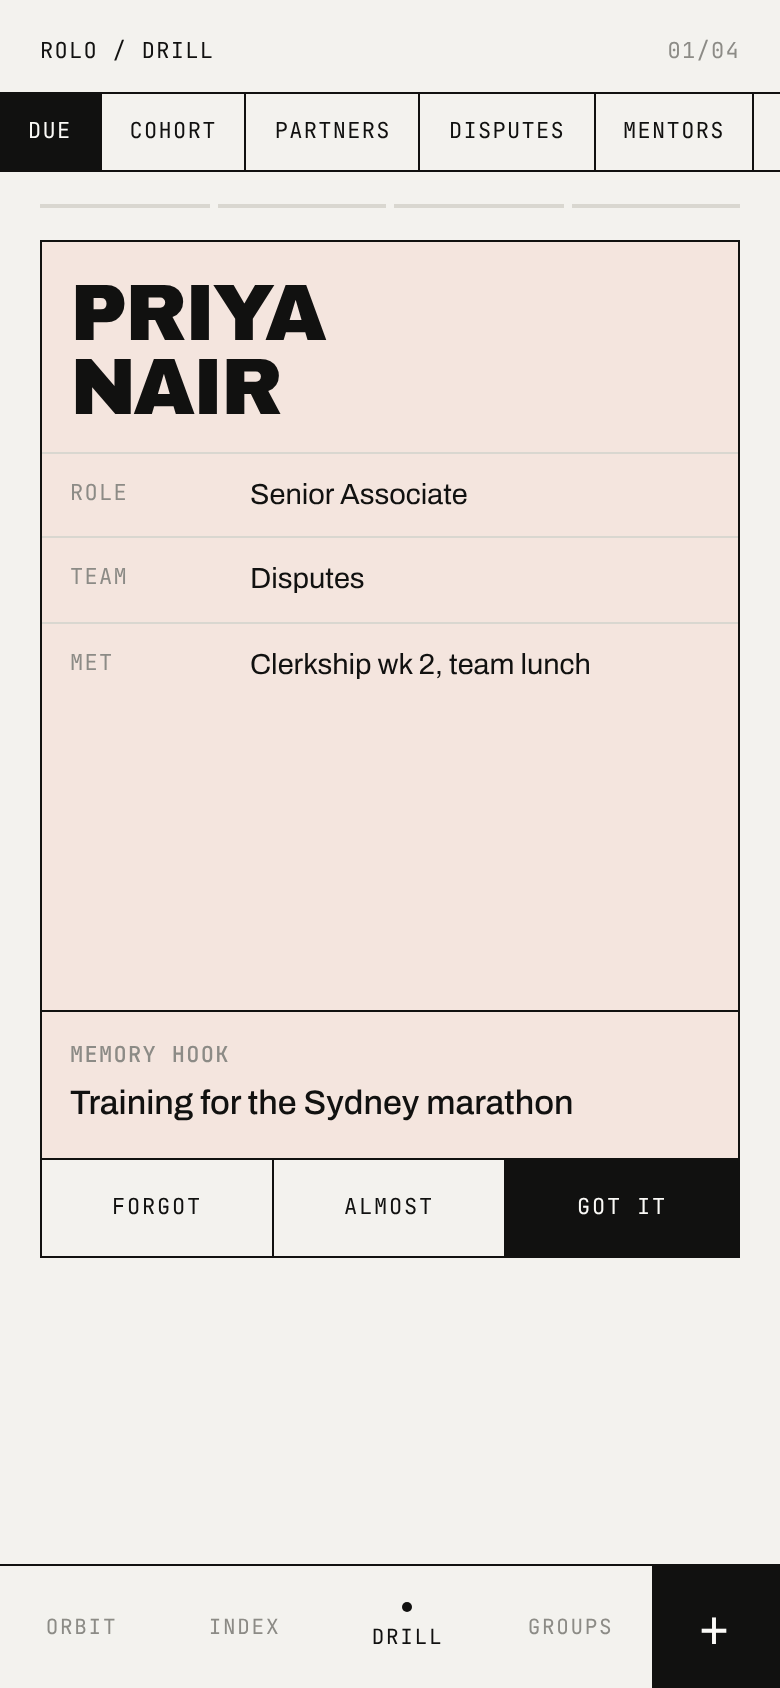 ROLO / DRILL 01/04
DUE COHORT PARTNERS DISPUTES MENTORS
PRIYA
NAIR
ROLE Senior Associate
TEAM Disputes
MET Clerkship wk 2, team lunch
MEMORY HOOK
Training for the Sydney marathon
FORGOT ALMOST GOT IT
ORBIT INDEX DRILL GROUPS +